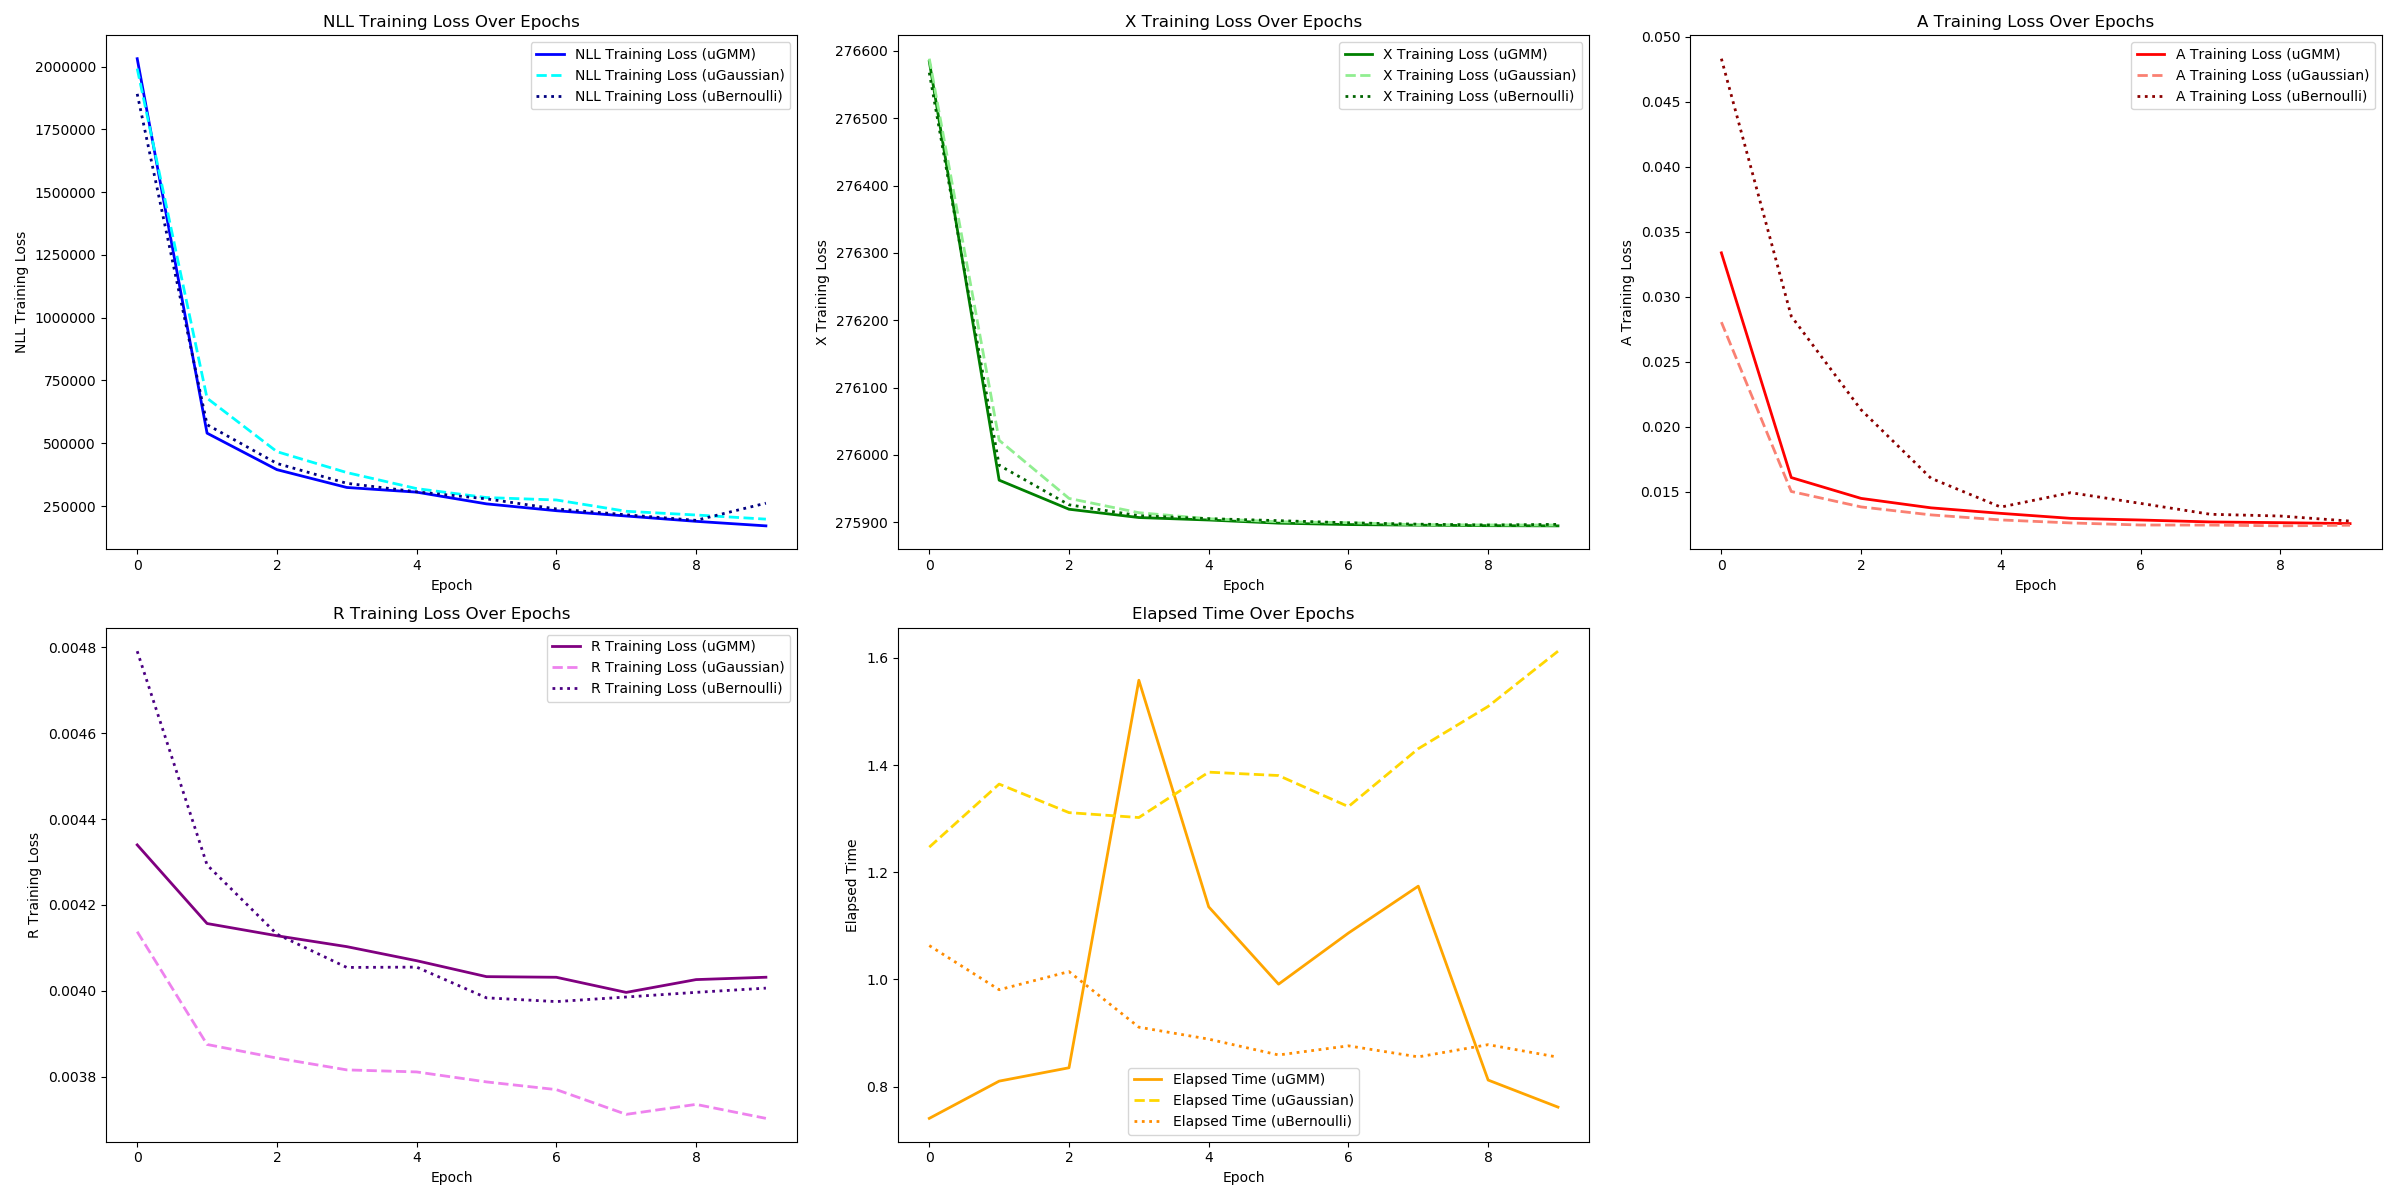 NLL Training Loss Over Epochs
2000000
1750000
1500000
1250000
1000000
750000
500000
250000
NLL Training Loss
NLL Training Loss (uGMM)
NLL Training Loss (uGaussian)
NLL Training Loss (uBernoulli)
0 2 4 6 8
Epoch
X Training Loss Over Epochs
276600
276500
276400
276300
276200
276100
276000
275900
X Training Loss
X Training Loss (uGMM)
X Training Loss (uGaussian)
X Training Loss (uBernoulli)
0 2 4 6 8
Epoch
A Training Loss Over Epochs
0.050
0.045
0.040
0.035
0.030
0.025
0.020
0.015
A Training Loss
A Training Loss (uGMM)
A Training Loss (uGaussian)
A Training Loss (uBernoulli)
0 2 4 6 8
Epoch
R Training Loss Over Epochs
0.0048
0.0046
0.0044
0.0042
0.0040
0.0038
R Training Loss
R Training Loss (uGMM)
R Training Loss (uGaussian)
R Training Loss (uBernoulli)
0 2 4 6 8
Epoch
Elapsed Time Over Epochs
1.6
1.4
1.2
1.0
0.8
Elapsed Time
Elapsed Time (uGMM)
Elapsed Time (uGaussian)
Elapsed Time (uBernoulli)
0 2 4 6 8
Epoch